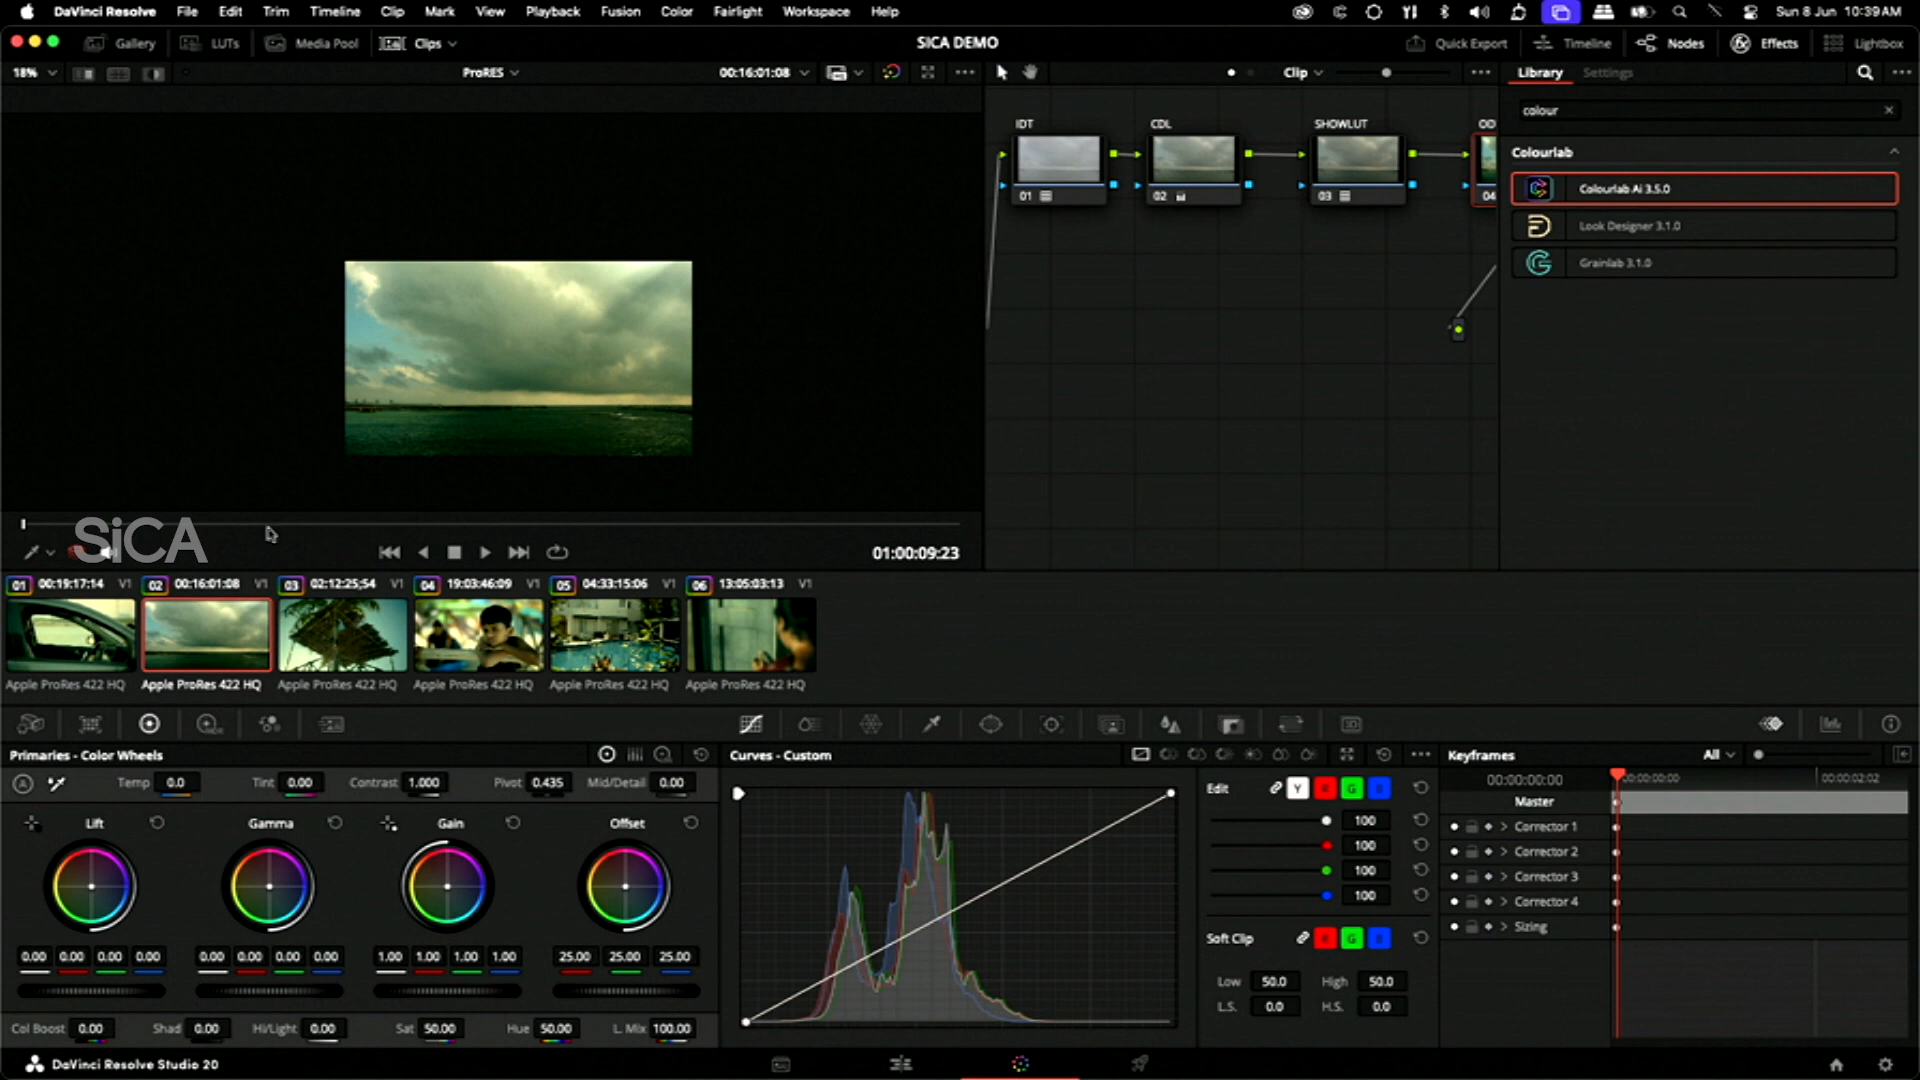 DaVinci Resolve File Edit Trim Timeline Clip Mark View Playback Fusion Color Fairlight Workspace Help Sun 8 Jun 10:39 AM
Gallery LUTs Media Pool Clips SICA DEMO Quick Export Timeline Nodes Effects Lightbox
18% ProRES 00:16:01:08 Clip Library Settings
colour
IDT CDL SHOWLUT OD
Colourlab
01 02 03 04
Colourlab Ai 3.5.0
Look Designer 3.1.0
Grainlab 3.1.0
SiCA
01:00:09:23
01 00:19:17:14 V1 02 00:16:01:08 V1 03 02:12:25;54 V1 04 19:03:46:09 V1 05 04:33:15:06 V1 06 13:05:03:13 V1
Apple ProRes 422 HQ Apple ProRes 422 HQ Apple ProRes 422 HQ Apple ProRes 422 HQ Apple ProRes 422 HQ Apple ProRes 422 HQ
Primaries - Color Wheels Curves - Custom Keyframes All
Temp 0.0 Tint 0.00 Contrast 1.000 Pivot 0.435 Mid/Detail 0.00
Lift Gamma Gain Offset
0.00 0.00 0.00 0.00 0.00 0.00 0.00 0.00 1.00 1.00 1.00 1.00 25.00 25.00 25.00
Col Boost 0.00 Shad 0.00 Hi/Light 0.00 Sat 50.00 Hue 50.00 L. Mix 100.00
Edit Y R G B
100
100
100
100
Soft Clip R G B
Low 50.0 High 50.0
L.S. 0.0 H.S. 0.0
00:00:00:00 00:00:00:00 00:00:02:02
Master
Corrector 1
Corrector 2
Corrector 3
Corrector 4
Sizing
DaVinci Resolve Studio 20